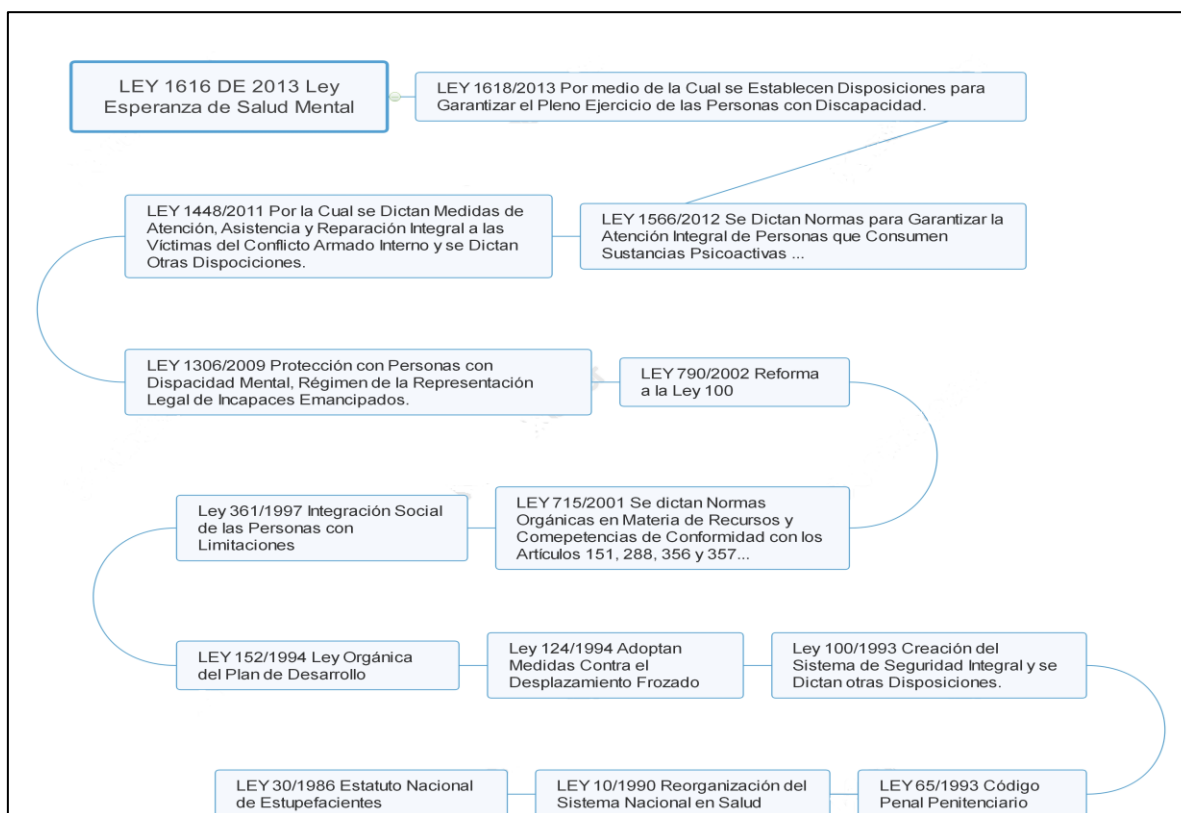 LEY 1616 DE 2013 Ley
Esperanza de Salud Mental
LEY 1618/2013 Por medio de la Cual se Establecen Disposiciones para
Garantizar el Pleno Ejercicio de las Personas con Discapacidad.
LEY 1448/2011 Por la Cual se Dictan Medidas de
Atención, Asistencia y Reparación Integral a las
Víctimas del Conflicto Armado Interno y se Dictan
Otras Dispociciones.
LEY 1566/2012 Se Dictan Normas para Garantizar la
Atención Integral de Personas que Consumen
Sustancias Psicoactivas ...
LEY 1306/2009 Protección con Personas con
Dispacidad Mental, Régimen de la Representación
Legal de Incapaces Emancipados.
LEY 790/2002 Reforma
a la Ley 100
Ley 361/1997 Integración Social
de las Personas con
Limitaciones
LEY 715/2001 Se dictan Normas
Orgánicas en Materia de Recursos y
Comepetencias de Conformidad con los
Artículos 151, 288, 356 y 357...
LEY 152/1994 Ley Orgánica
del Plan de Desarrollo
Ley 124/1994 Adoptan
Medidas Contra el
Desplazamiento Frozado
Ley 100/1993 Creación del
Sistema de Seguridad Integral y se
Dictan otras Disposiciones.
LEY 30/1986 Estatuto Nacional
de Estupefacientes
LEY 10/1990 Reorganización del
Sistema Nacional en Salud
LEY 65/1993 Código
Penal Penitenciario